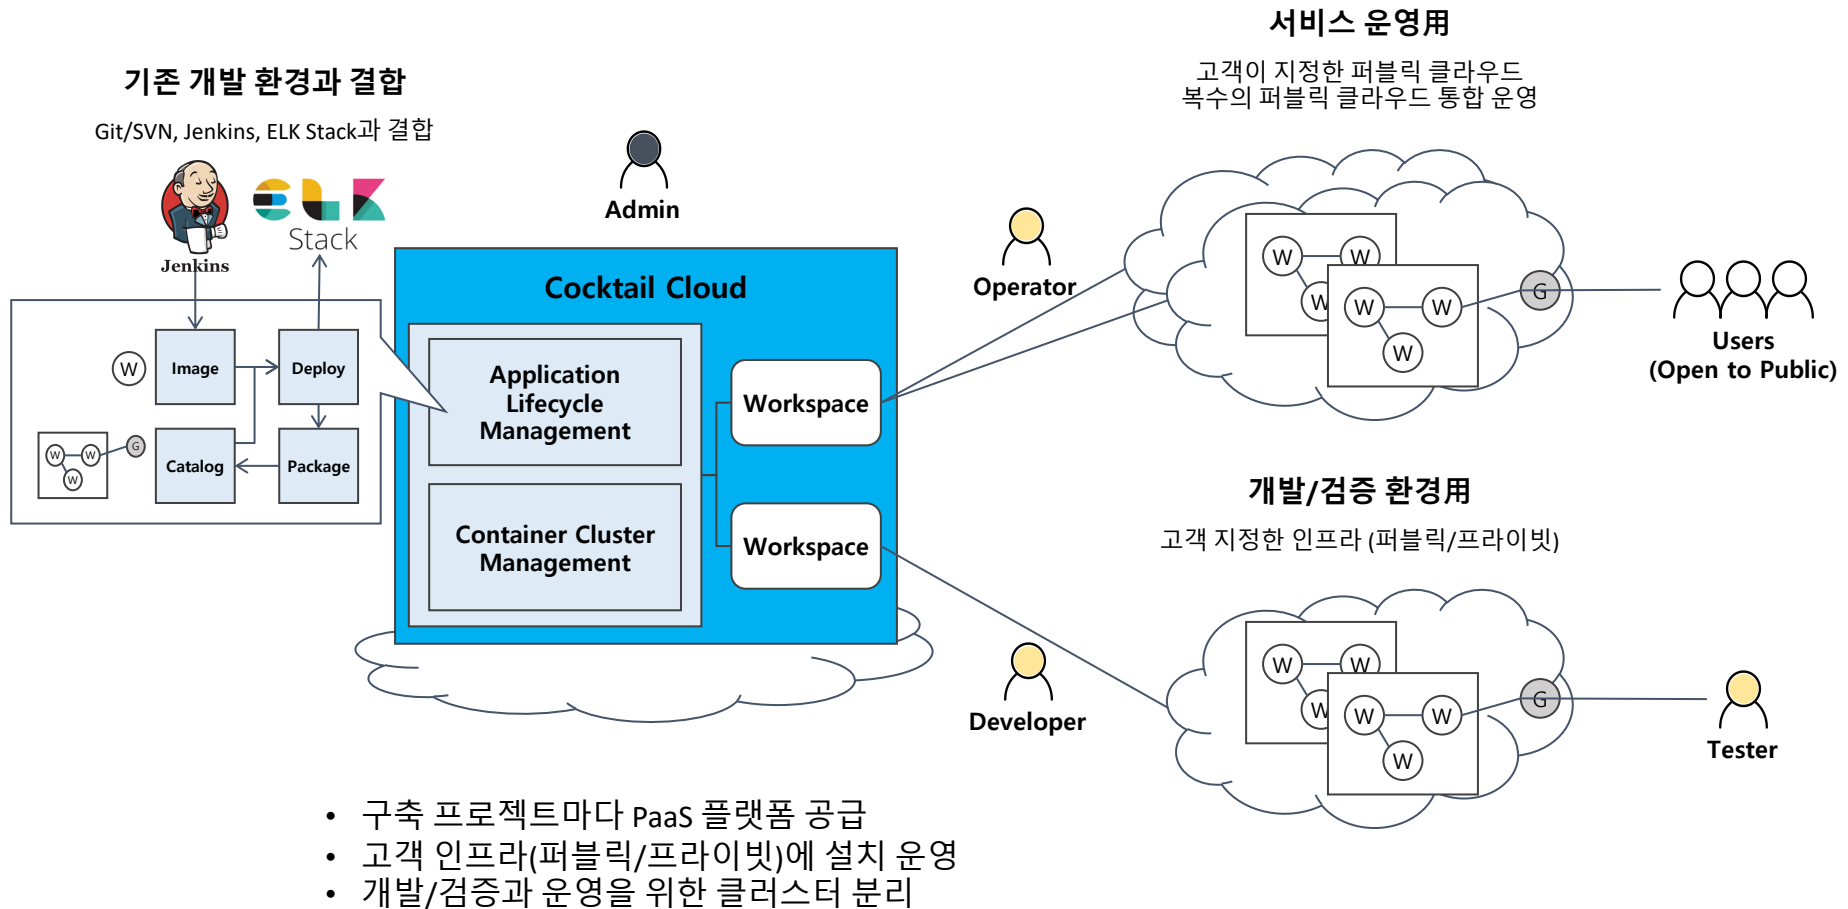 서비스 운영用
고객이 지정한 퍼블릭 클라우드
복수의 퍼블릭 클라우드 통합 운영
기존 개발 환경과 결합
Git/SVN, Jenkins, ELK Stack과 결합
Jenkins
Stack
Admin
Operator
Cocktail Cloud
Application
Lifecycle
Management
Container Cluster
Management
Workspace
Workspace
W
Image
Deploy
Catalog
Package
W
W
W
G
W
W
W
W
W
W
G
Users
(Open to Public)
개발/검증 환경用
고객 지정한 인프라 (퍼블릭/프라이빗)
Developer
W
W
W
W
W
W
G
Tester
• 구축 프로젝트마다 PaaS 플랫폼 공급
• 고객 인프라(퍼블릭/프라이빗)에 설치 운영
• 개발/검증과 운영을 위한 클러스터 분리